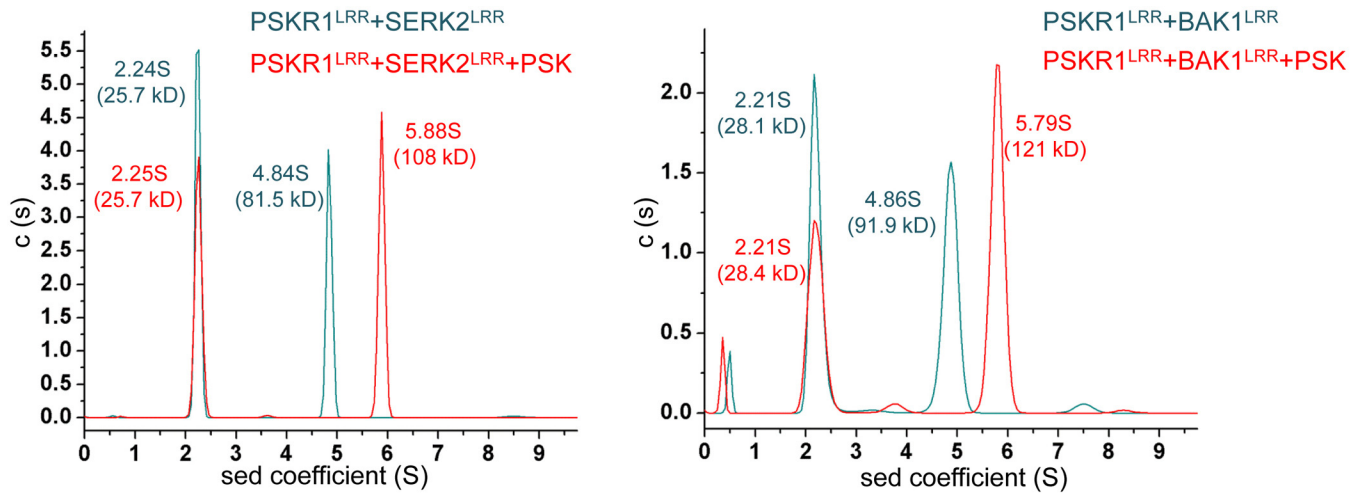 PSKR1LRR+SERK2LRR
PSKR1LRR+SERK2LRR+PSK
5.5
5.0
4.5
4.0
3.5
3.0
2.5
2.0
1.5
1.0
0.5
0.0
c (s)
2.24S
(25.7 kD)
2.25S
(25.7 kD)
4.84S
(81.5 kD)
5.88S
(108 kD)
0 1 2 3 4 5 6 7 8 9
sed coefficient (S)
PSKR1LRR+BAK1LRR
PSKR1LRR+BAK1LRR+PSK
2.0
1.5
1.0
0.5
0.0
c (s)
2.21S
(28.1 kD)
2.21S
(28.4 kD)
4.86S
(91.9 kD)
5.79S
(121 kD)
0 1 2 3 4 5 6 7 8 9
sed coefficient (S)